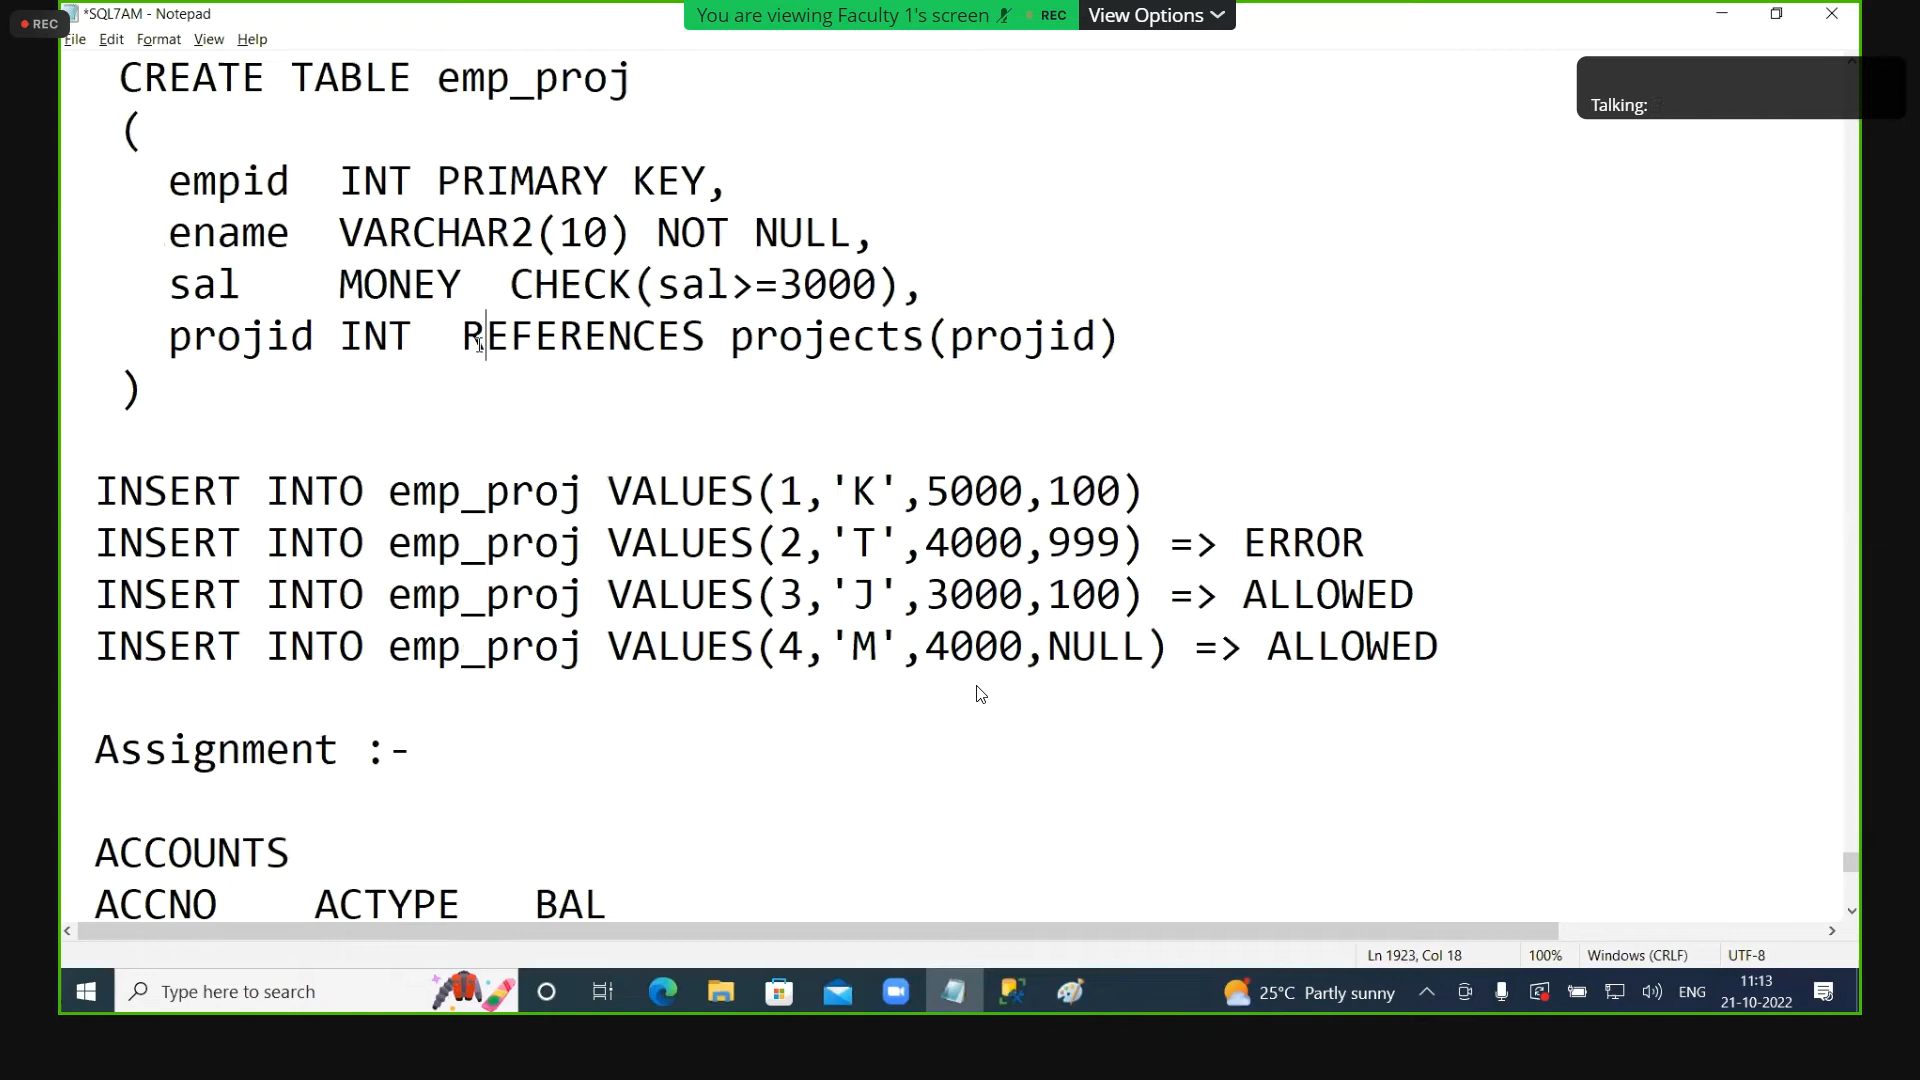 REC
*SQL7AM - Notepad
You are viewing Faculty 1's screen
REC
View Options
File Edit Format View Help
Talking:
CREATE TABLE emp_proj
(
empid INT PRIMARY KEY,
ename VARCHAR2(10) NOT NULL,
sal MONEY CHECK(sal>=3000),
projid INT REFERENCES projects(projid)
)
INSERT INTO emp_proj VALUES(1,'K',5000,100)
INSERT INTO emp_proj VALUES(2,'T',4000,999) => ERROR
INSERT INTO emp_proj VALUES(3,'J',3000,100) => ALLOWED
INSERT INTO emp_proj VALUES(4,'M',4000,NULL) => ALLOWED
Assignment :-
ACCOUNTS
ACCNO ACTYPE BAL
Ln 1923, Col 18 100% Windows (CRLF) UTF-8
Type here to search
25°C Partly sunny
ENG
11:13
21-10-2022